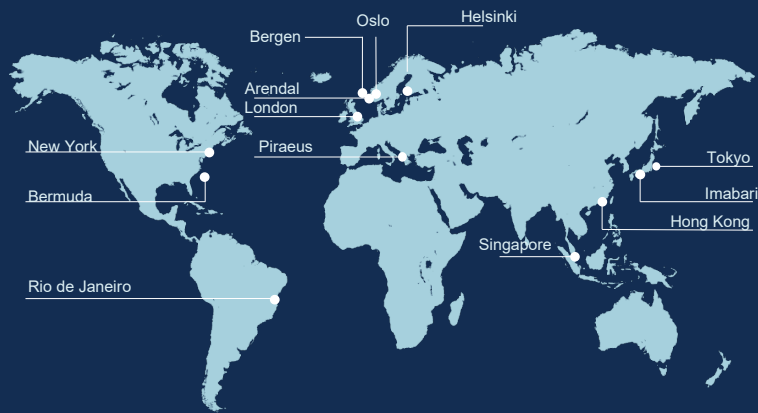 Oslo
Helsinki
Bergen
Arendal
London
New York
Piraeus
Tokyo
Bermuda
Imabari
Hong Kong
Singapore
Rio de Janeiro